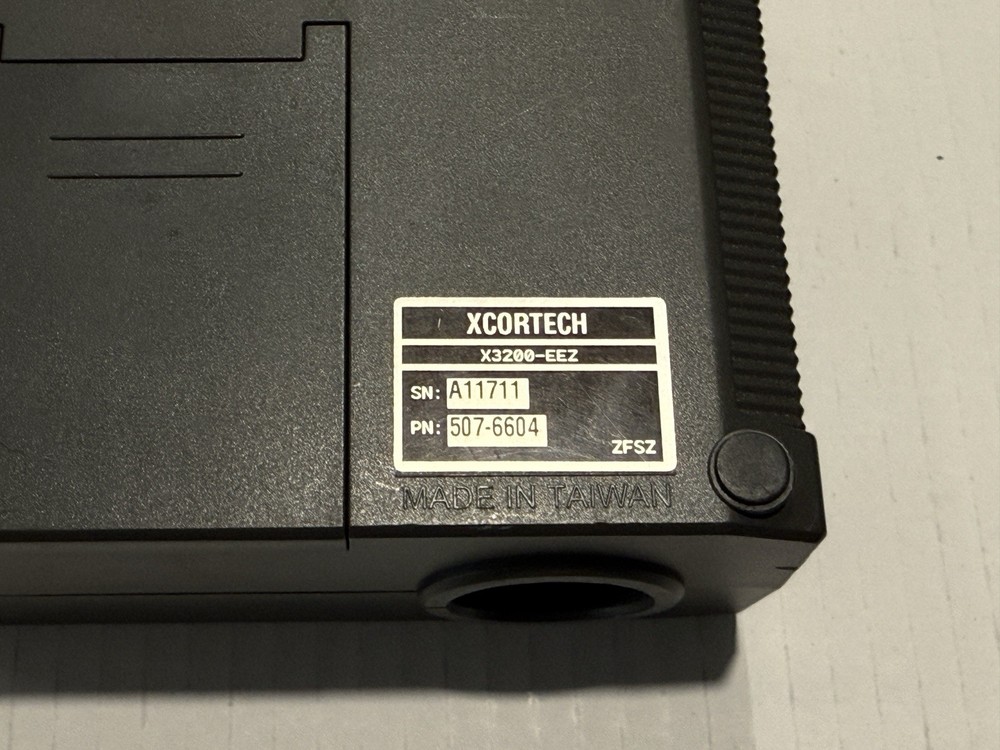 XCORTECH
X3200-EEZ
SN: A11711
PN: 507-6604
ZFSZ
MADE IN TAIWAN